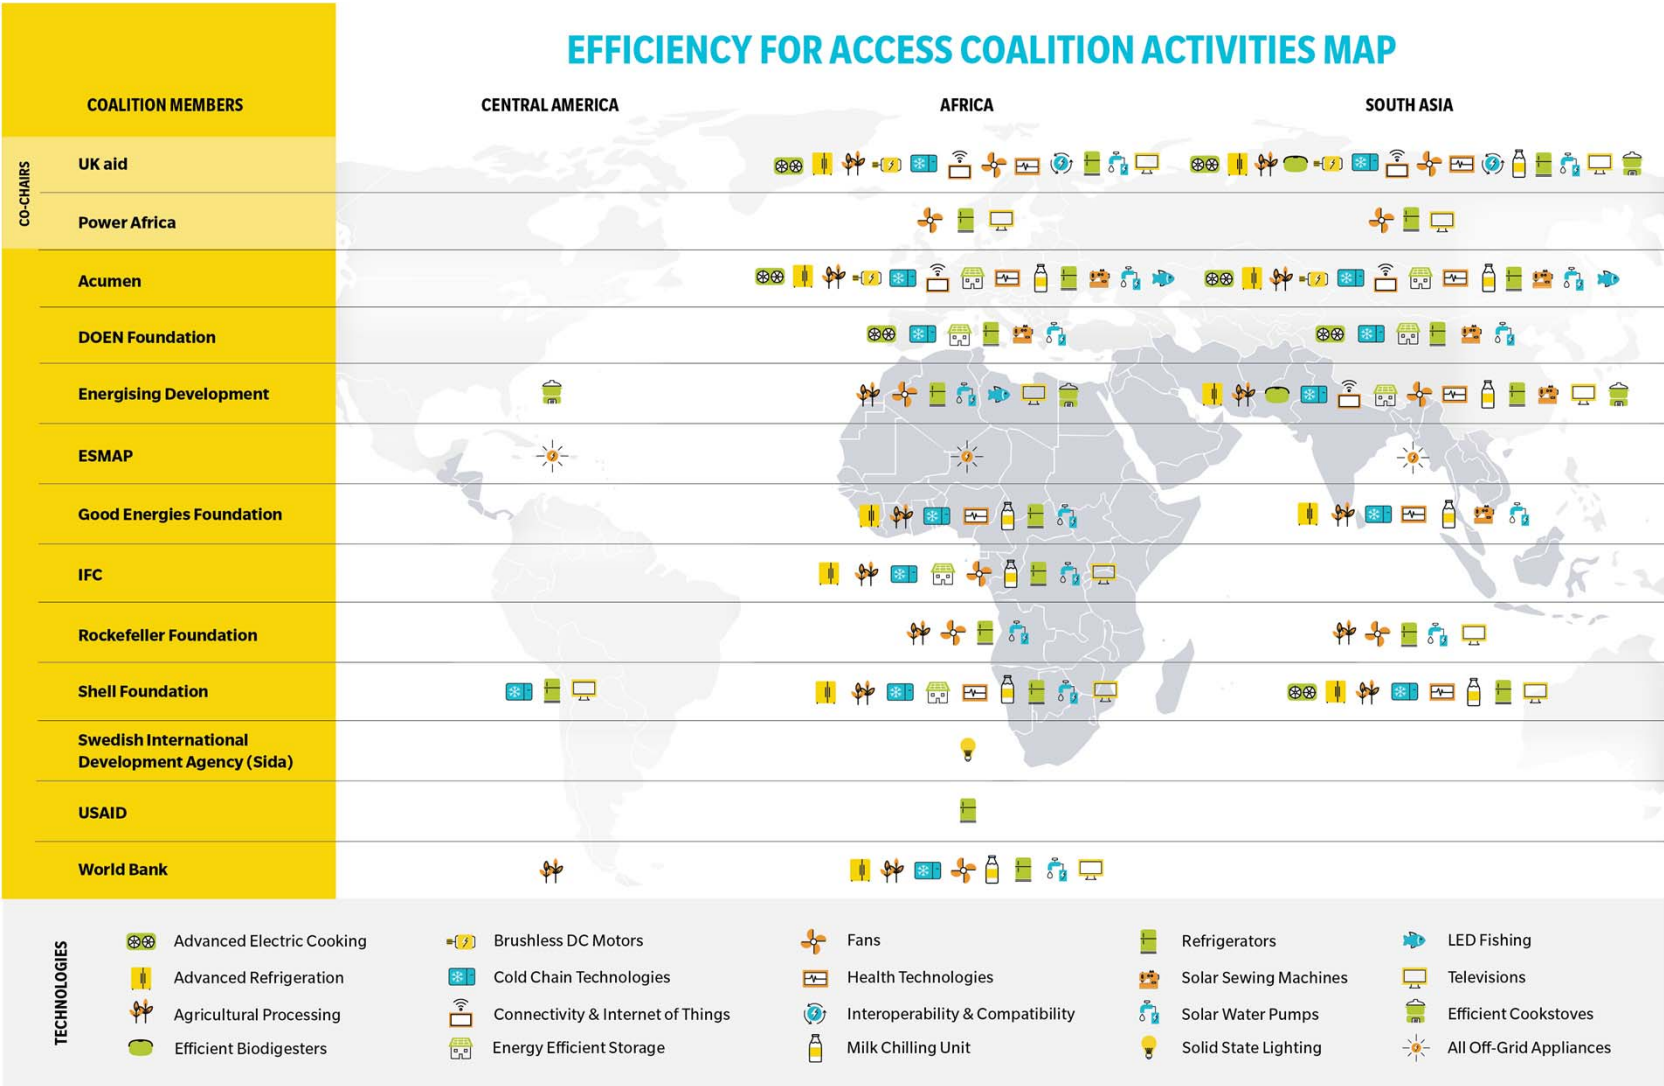 EFFICIENCY FOR ACCESS COALITION ACTIVITIES MAP
COALITION MEMBERS
CENTRAL AMERICA
AFRICA
SOUTH ASIA
CO-CHAIRS
UK aid
Power Africa
Acumen
DOEN Foundation
Energising Development
ESMAP
Good Energies Foundation
IFC
Rockefeller Foundation
Shell Foundation
Swedish International
Development Agency (Sida)
USAID
World Bank
TECHNOLOGIES
Advanced Electric Cooking
Brushless DC Motors
Fans
Refrigerators
LED Fishing
Advanced Refrigeration
Cold Chain Technologies
Health Technologies
Solar Sewing Machines
Televisions
Agricultural Processing
Connectivity & Internet of Things
Interoperability & Compatibility
Solar Water Pumps
Efficient Cookstoves
Efficient Biodigesters
Energy Efficient Storage
Milk Chilling Unit
Solid State Lighting
All Off-Grid Appliances